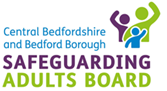 Central Bedfordshire
and Bedford Borough
SAFEGUARDING
ADULTS BOARD